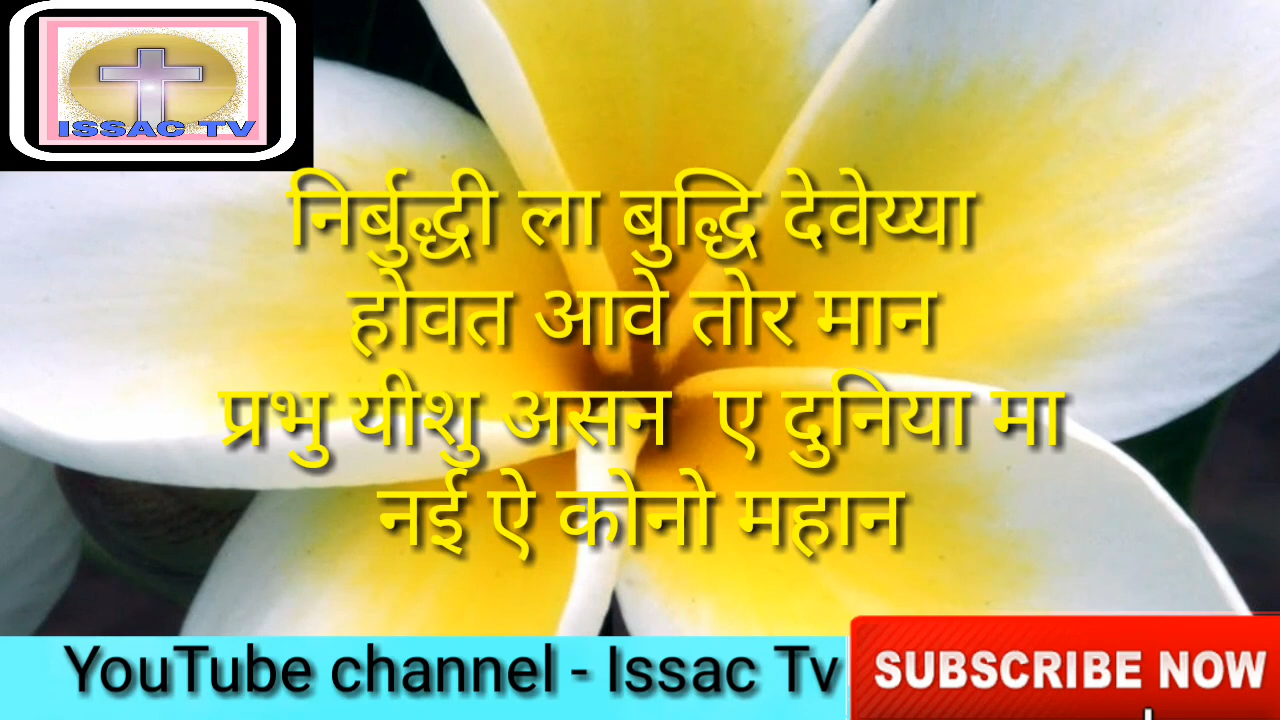 ISSAC TV
निर्बुद्धी ला बुद्धि देवेय्या
होवत आवे तोर मान
प्रभु यीशु असन ए दुनिया मा
नई ऐ कोनो महान
YouTube channel - Issac Tv
SUBSCRIBE NOW